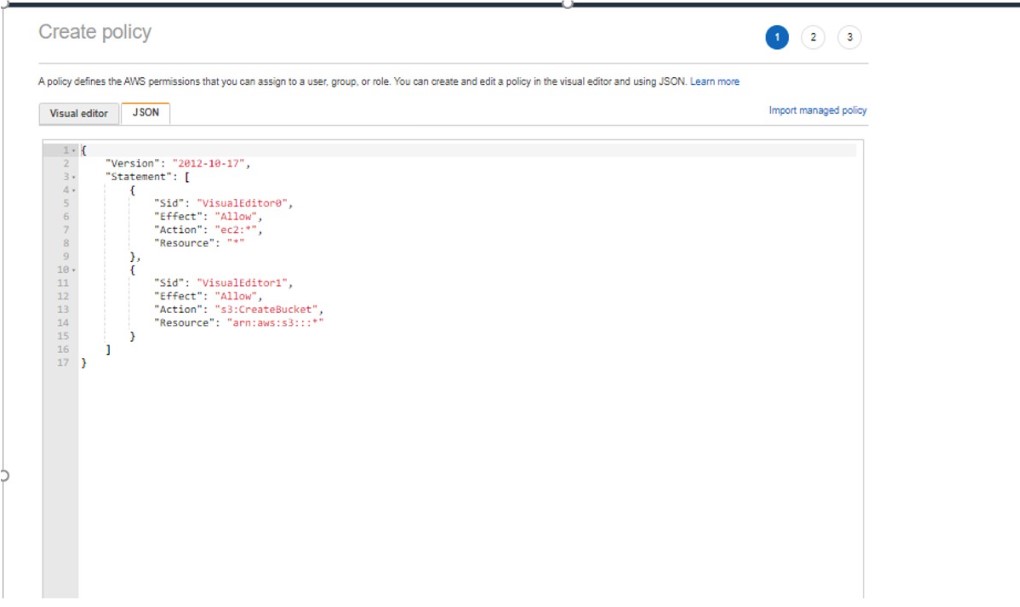 Create policy
1 2 3
A policy defines the AWS permissions that you can assign to a user, group, or role. You can create and edit a policy in the visual editor and using JSON. Learn more
Visual editor JSON
Import managed policy
1 {
2 "Version": "2012-10-17",
3 "Statement": [
4 {
5 "Sid": "VisualEditor0",
6 "Effect": "Allow",
7 "Action": "ec2:*",
8 "Resource": "*"
9 },
10 {
11 "Sid": "VisualEditor1",
12 "Effect": "Allow",
13 "Action": "s3:CreateBucket",
14 "Resource": "arn:aws:s3:::*"
15 }
16 ]
17 }